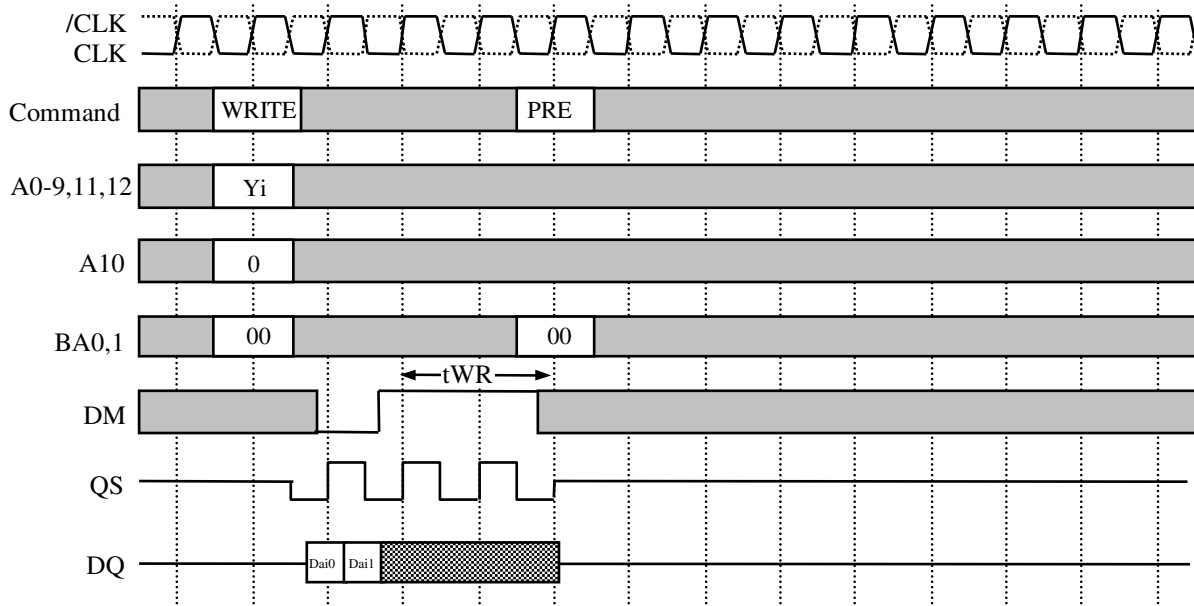 /CLK
CLK
Command WRITE PRE
A0-9,11,12 Yi
A10 0
BA0,1 00 00
tWR
DM
QS
DQ Dai0 Dai1